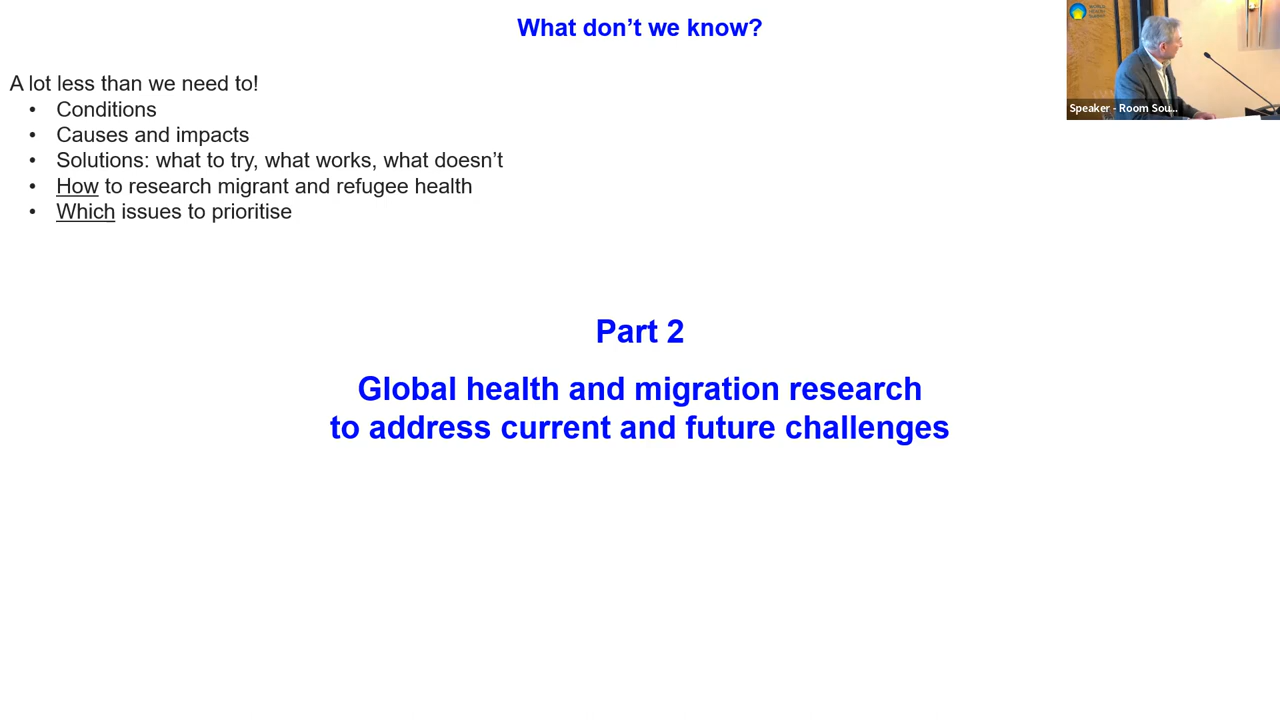 What don’t we know?
A lot less than we need to!
• Conditions
• Causes and impacts
• Solutions: what to try, what works, what doesn’t
• How to research migrant and refugee health
• Which issues to prioritise
Part 2
Global health and migration research
to address current and future challenges
Speaker - Room Sou...